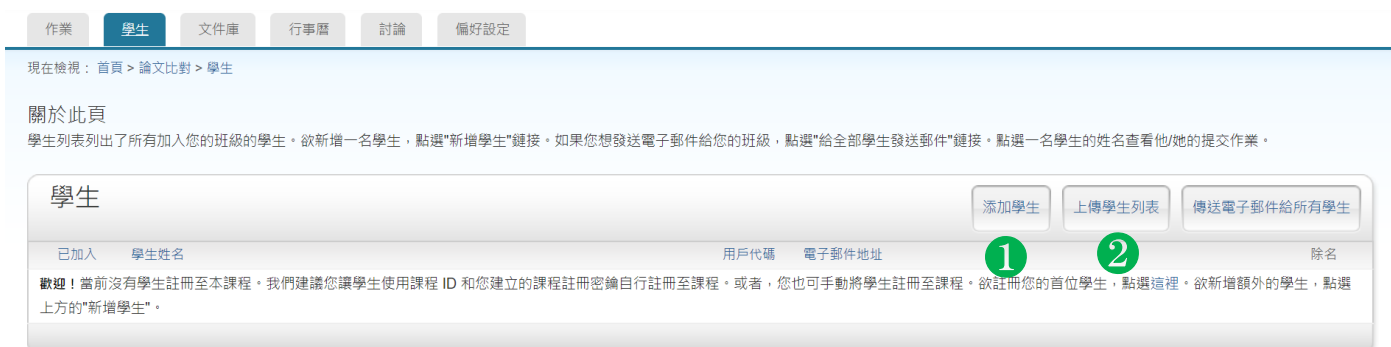 作業 學生 文件庫 行事曆 討論 偏好設定
現在檢視： 首頁 > 論文比對 > 學生
關於此頁
學生列表列出了所有加入您的班級的學生。欲新增一名學生，點選"新增學生"鏈接。如果您想發送電子郵件給您的班級，點選"給全部學生發送郵件"鏈接。點選一名學生的姓名查看他/她的提交作業。
學生 添加學生 上傳學生列表 傳送電子郵件給所有學生
1 2
已加入 學生姓名 用戶代碼 電子郵件地址 除名
歡迎！當前沒有學生註冊至本課程。我們建議您讓學生使用課程 ID 和您建立的課程註冊密鑰自行註冊至課程。或者，您也可手動將學生註冊至課程。欲註冊您的首位學生，點選這裡。欲新增額外的學生，點選
上方的"新增學生"。